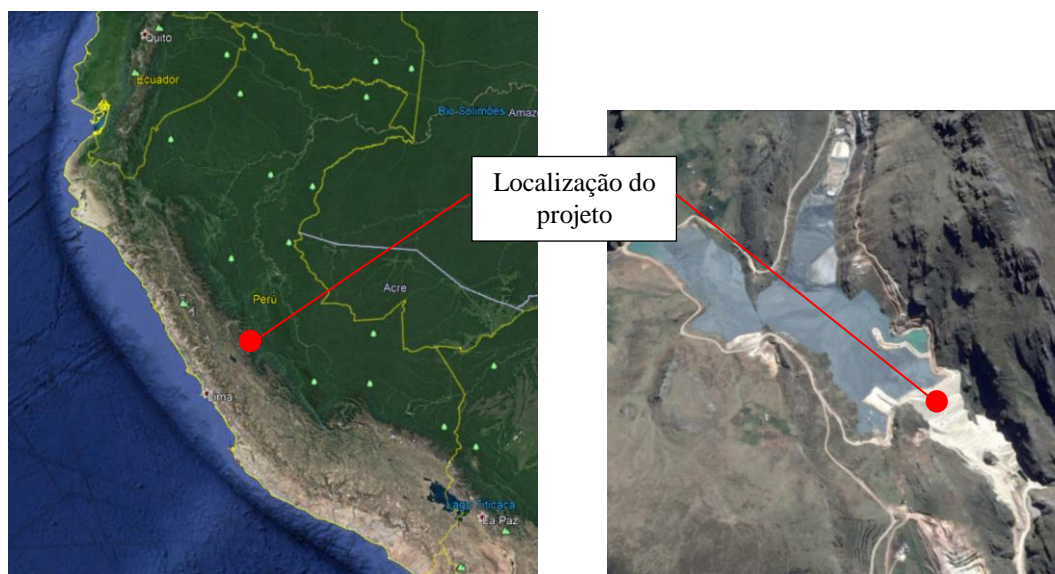 Quito
Ecuador
Rio Solimões Amaz
Localização do
projeto
Acre
Perú
Lima
Lago Titicaca
La Paz